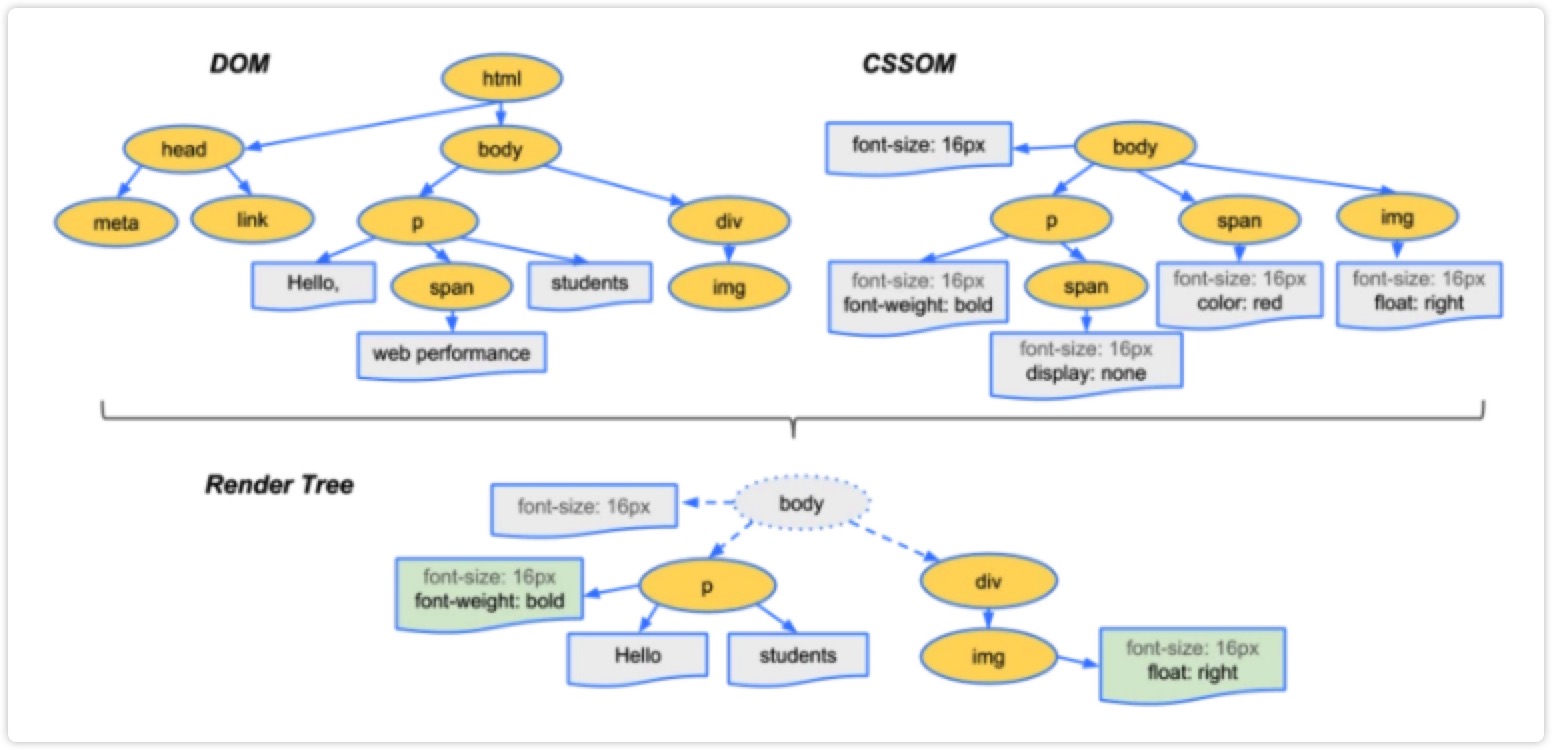 DOM
html
head
body
meta
link
p
div
Hello,
span
students
img
web performance
CSSOM
font-size: 16px
body
p
span
img
font-size: 16px
font-weight: bold
span
font-size: 16px
color: red
font-size: 16px
float: right
font-size: 16px
display: none
Render Tree
font-size: 16px
body
font-size: 16px
font-weight: bold
p
div
Hello
students
img
font-size: 16px
float: right